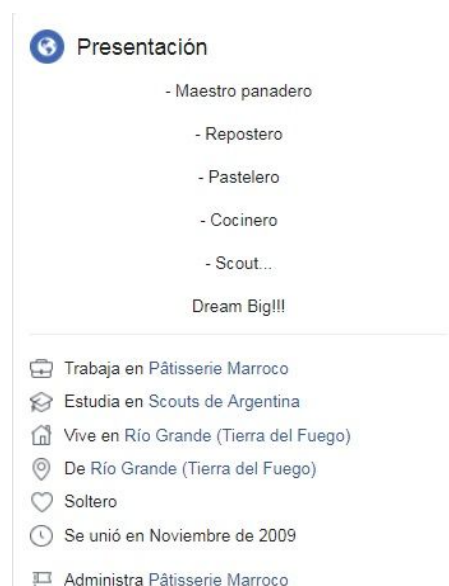 Presentación
- Maestro panadero
- Repostero
- Pastelero
- Cocinero
- Scout...
Dream Big!!!
Trabaja en Pâtisserie Marroco
Estudia en Scouts de Argentina
Vive en Río Grande (Tierra del Fuego)
De Río Grande (Tierra del Fuego)
Soltero
Se unió en Noviembre de 2009
Administra Pâtisserie Marroco